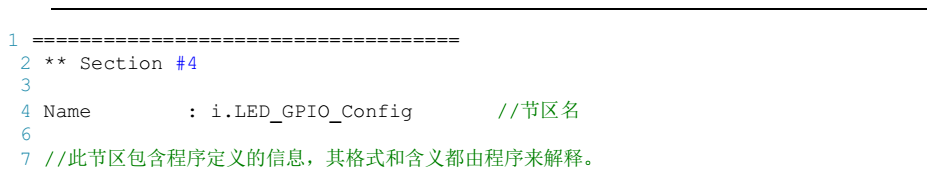 1 ====================================
2 ** Section #4
3
4 Name : i.LED_GPIO_Config //节区名
6
7 //此节区包含程序定义的信息，其格式和含义都由程序来解释。